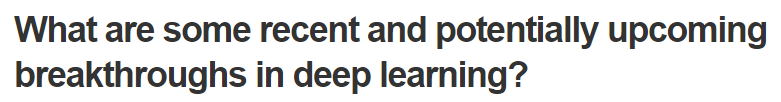 What are some recent and potentially upcoming
breakthroughs in deep learning?